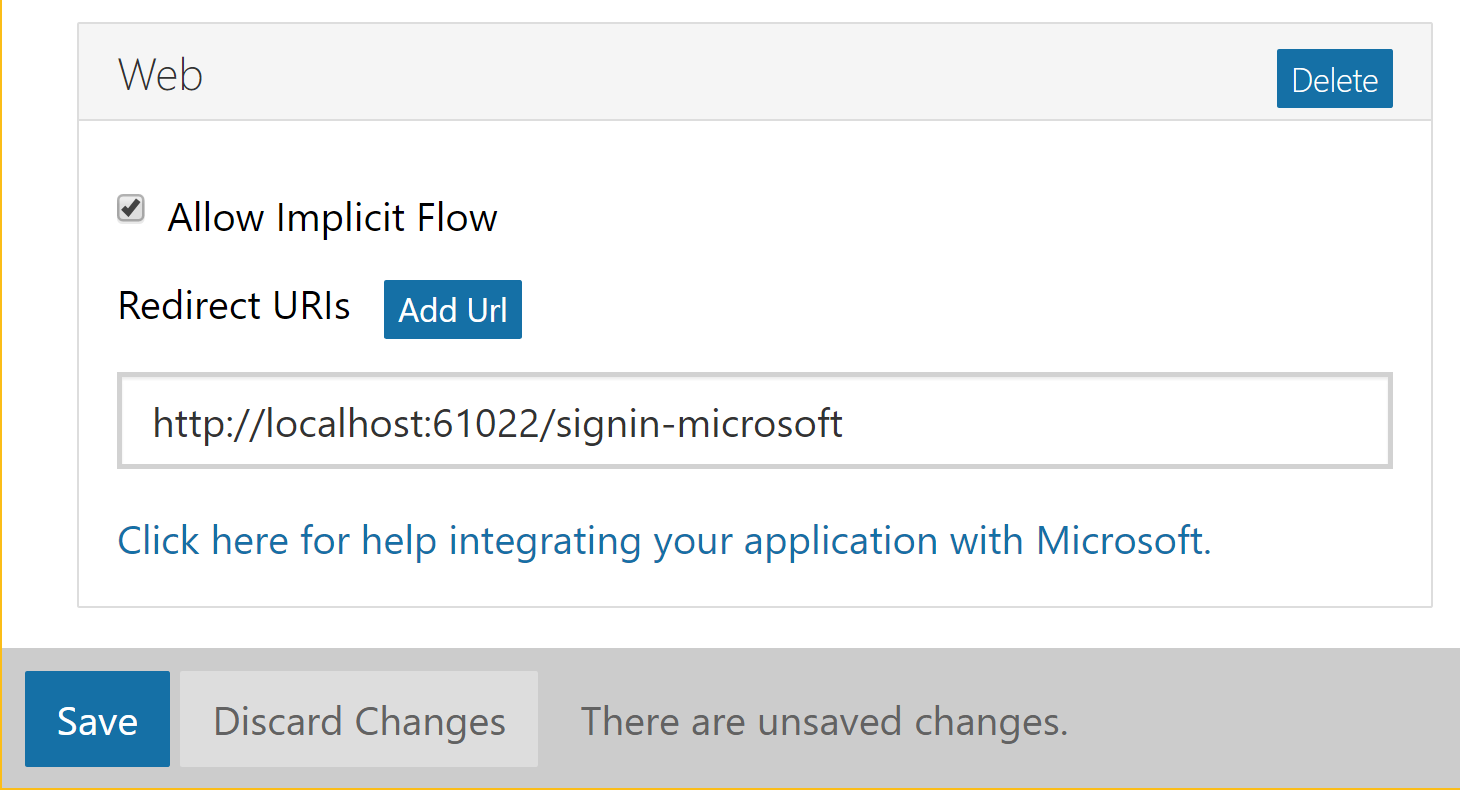 Web
Delete
Allow Implicit Flow
Redirect URIs
Add Url
http://localhost:61022/signin-microsoft
Click here for help integrating your application with Microsoft.
Save
Discard Changes
There are unsaved changes.